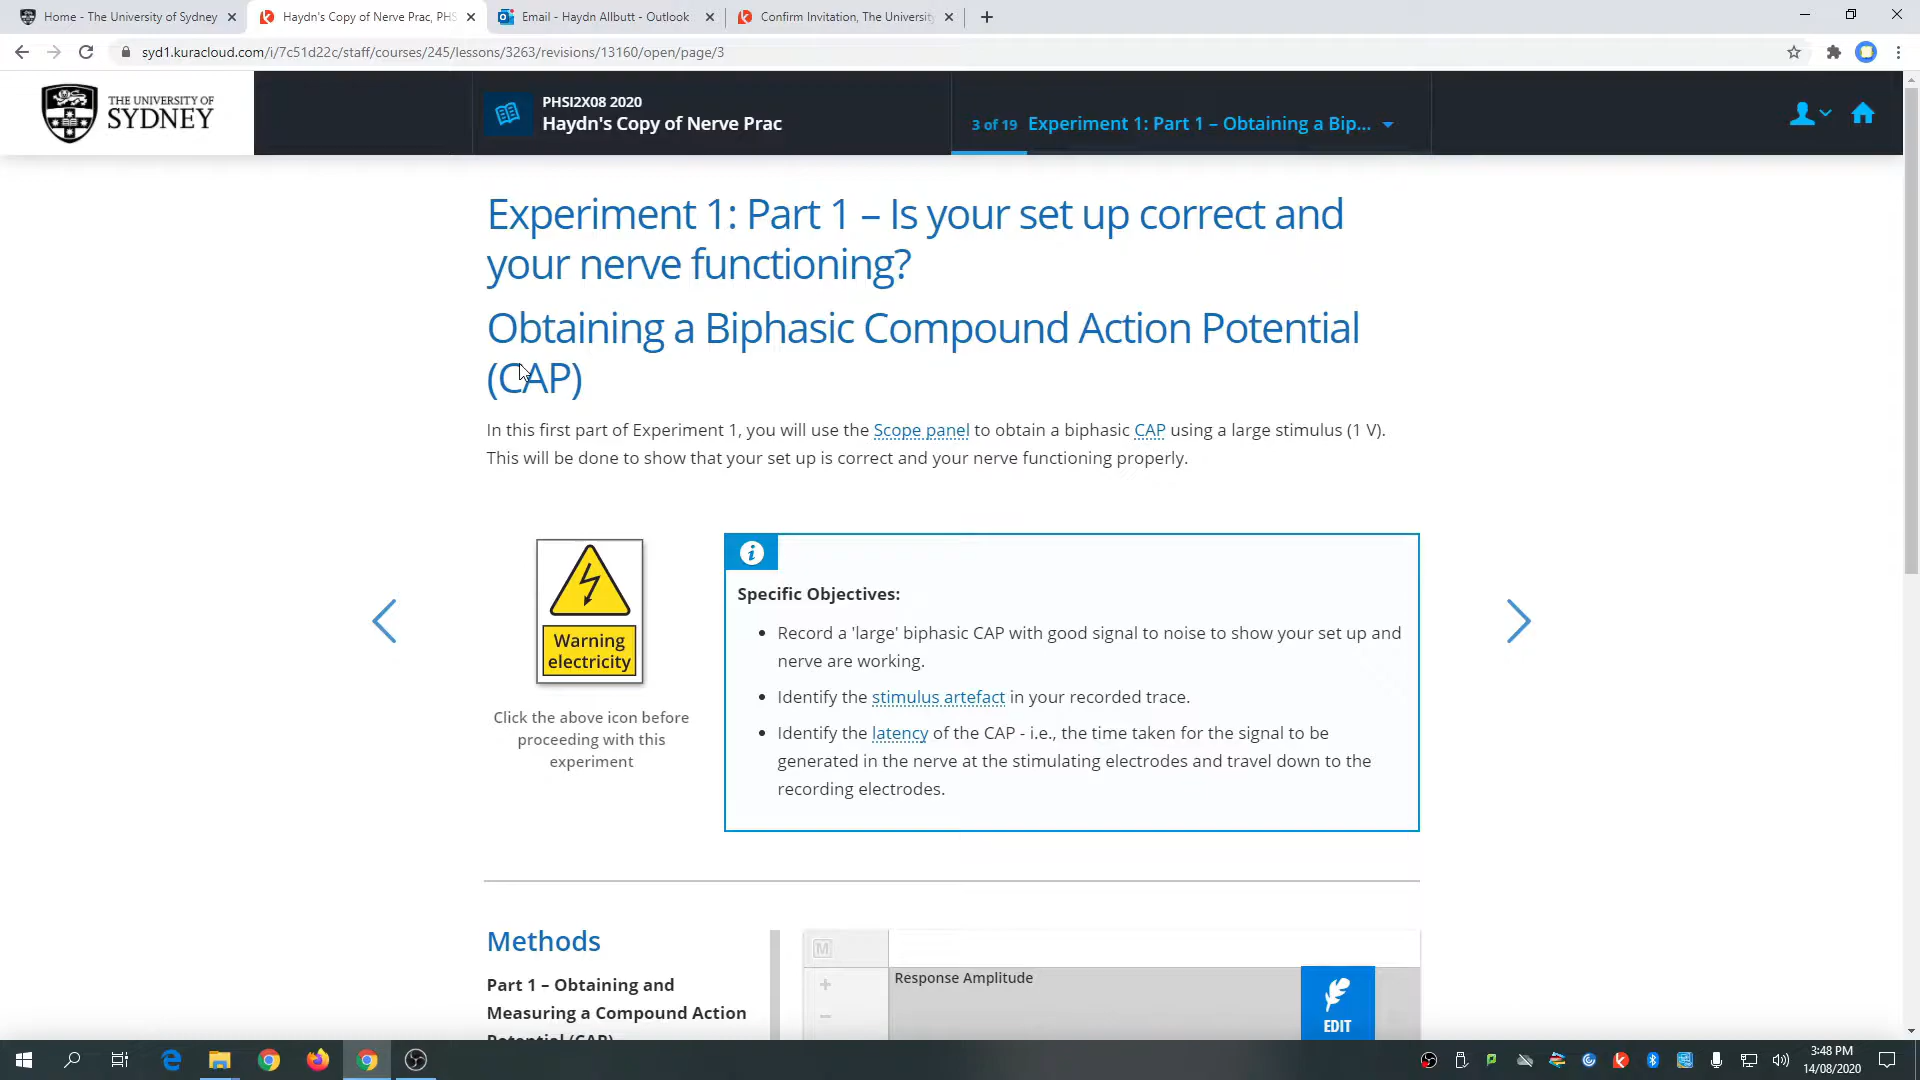 Home - The University of Sydney
Haydn's Copy of Nerve Prac, PHS
Email - Haydn Allbutt - Outlook
Confirm Invitation, The University
syd1.kuracloud.com/i/7c51d22c/staff/courses/245/lessons/3263/revisions/13160/open/page/3
THE UNIVERSITY OF
SYDNEY
PHSI2X08 2020
Haydn's Copy of Nerve Prac
3 of 19 Experiment 1: Part 1 – Obtaining a Bip...
Experiment 1: Part 1 – Is your set up correct and
your nerve functioning?
Obtaining a Biphasic Compound Action Potential
(CAP)
In this first part of Experiment 1, you will use the Scope panel to obtain a biphasic CAP using a large stimulus (1 V).
This will be done to show that your set up is correct and your nerve functioning properly.
Warning
electricity
Click the above icon before
proceeding with this
experiment
i
Specific Objectives:
• Record a 'large' biphasic CAP with good signal to noise to show your set up and
nerve are working.
• Identify the stimulus artefact in your recorded trace.
• Identify the latency of the CAP - i.e., the time taken for the signal to be
generated in the nerve at the stimulating electrodes and travel down to the
recording electrodes.
Methods
Part 1 – Obtaining and
Measuring a Compound Action
Potential (CAP)
M
Response Amplitude
EDIT
3:48 PM
14/08/2020